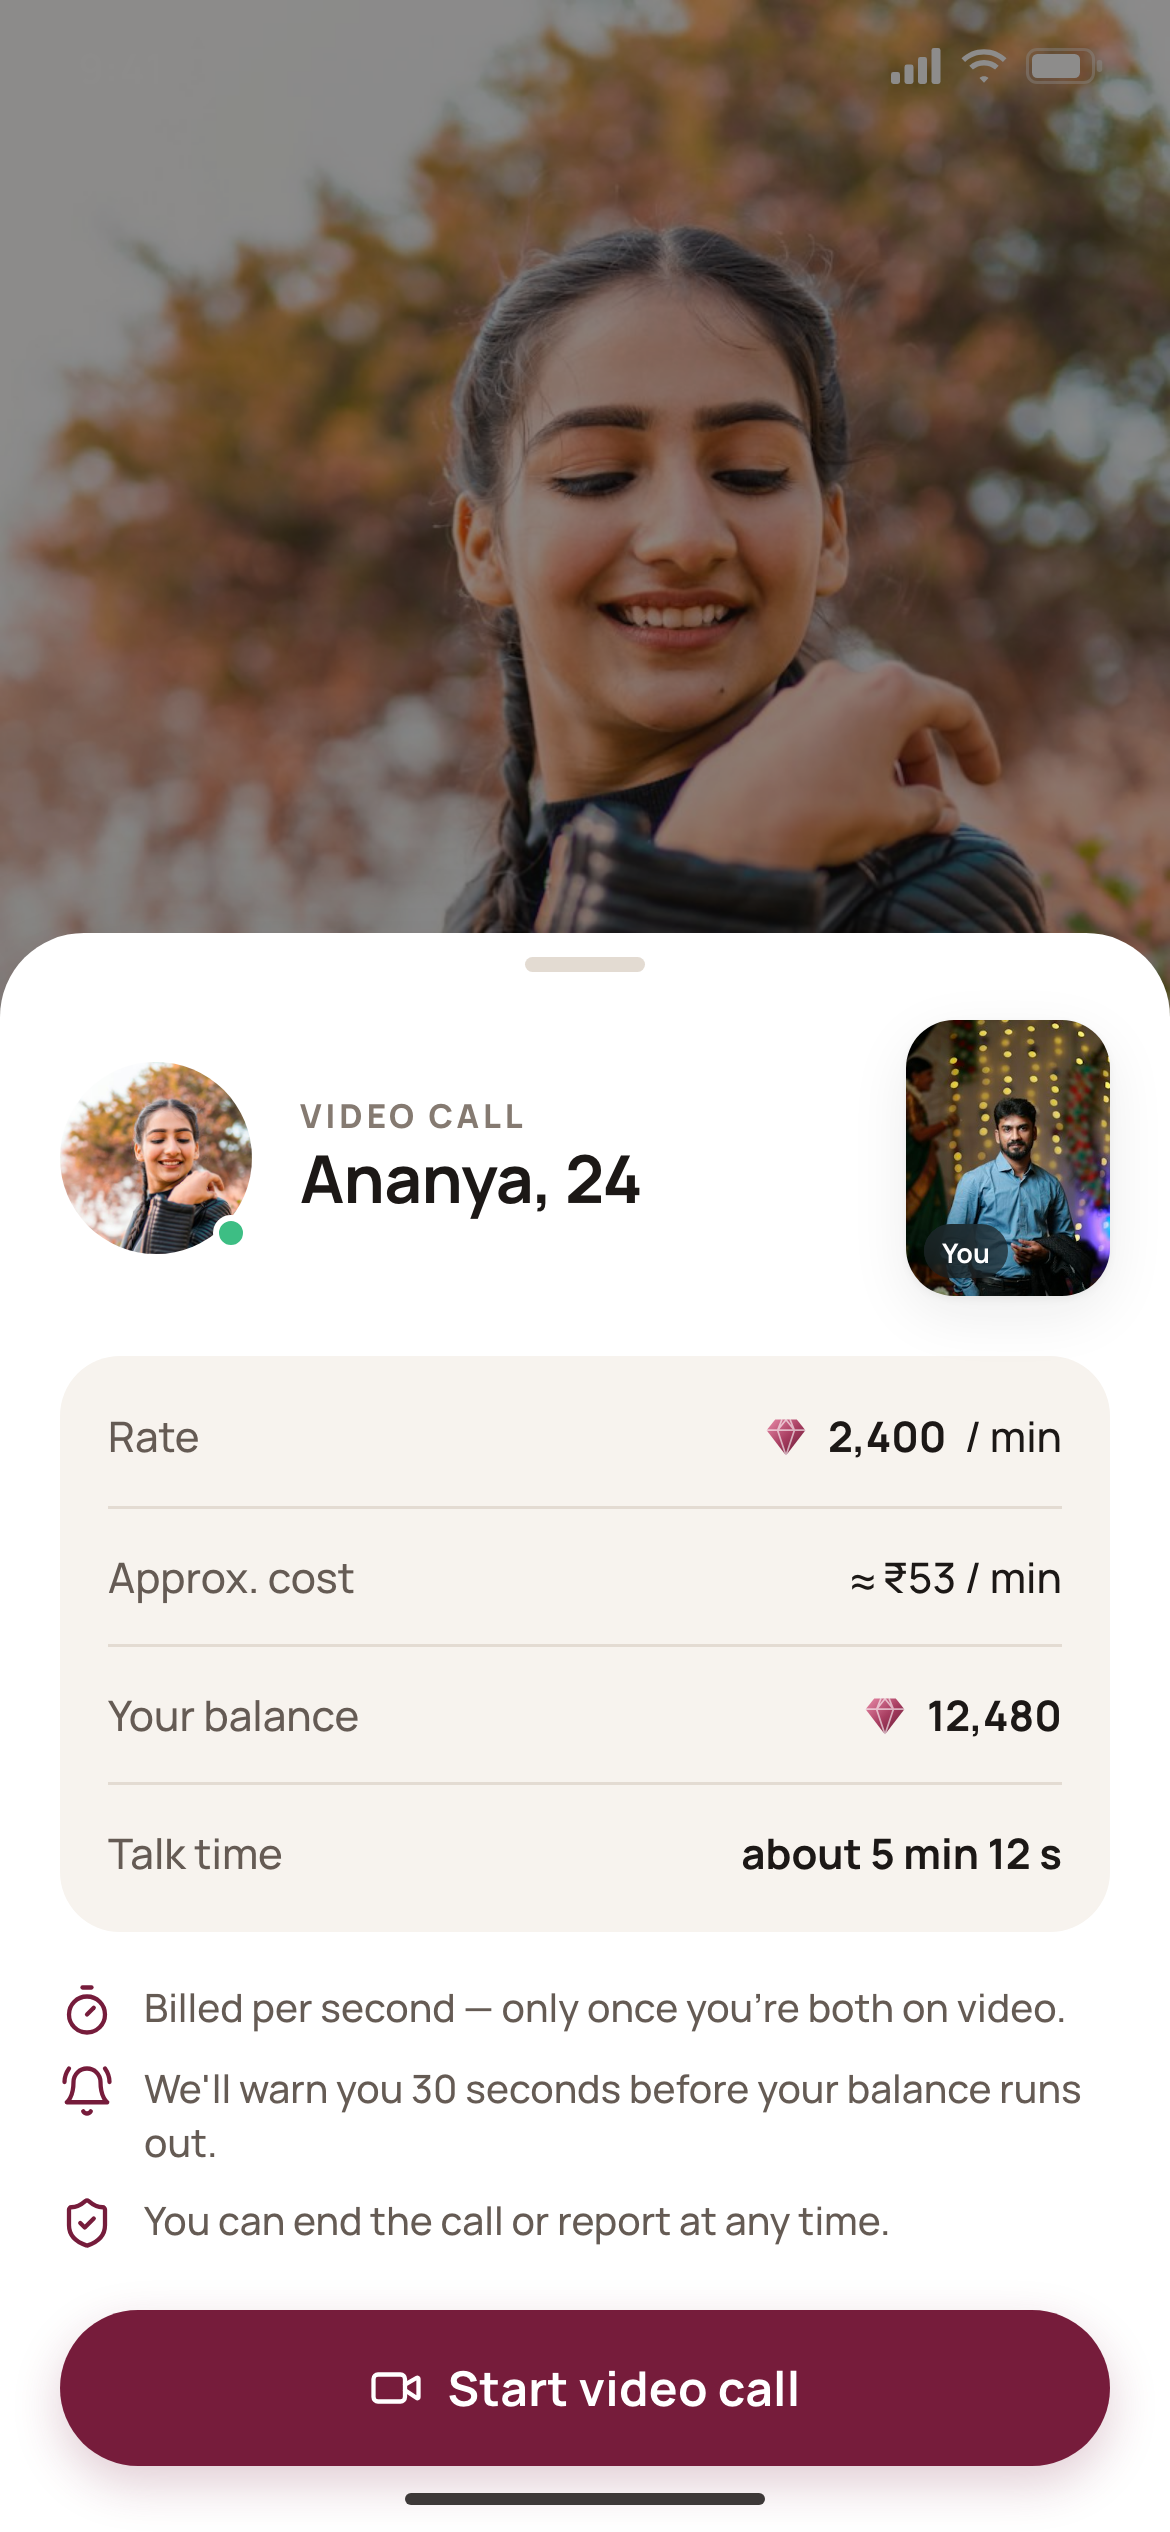 VIDEO CALL
Ananya, 24
You
Rate 2,400 / min
Approx. cost ≈ ₹53 / min
Your balance 12,480
Talk time about 5 min 12 s
Billed per second — only once you’re both on video.
We'll warn you 30 seconds before your balance runs
out.
You can end the call or report at any time.
Start video call